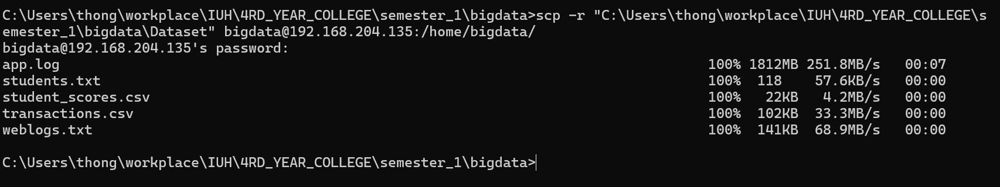 C:\Users\thong\workplace\IUH\4RD_YEAR_COLLEGE\semester_1\bigdata>scp -r "C:\Users\thong\workplace\IUH\4RD_YEAR_COLLEGE\s
emester_1\bigdata\Dataset" bigdata@192.168.204.135:/home/bigdata/
bigdata@192.168.204.135's password:
app.log 100% 1812MB 251.8MB/s 00:07
students.txt 100% 118 57.6KB/s 00:00
student_scores.csv 100% 22KB 4.2MB/s 00:00
transactions.csv 100% 102KB 33.3MB/s 00:00
weblogs.txt 100% 141KB 68.9MB/s 00:00
C:\Users\thong\workplace\IUH\4RD_YEAR_COLLEGE\semester_1\bigdata>